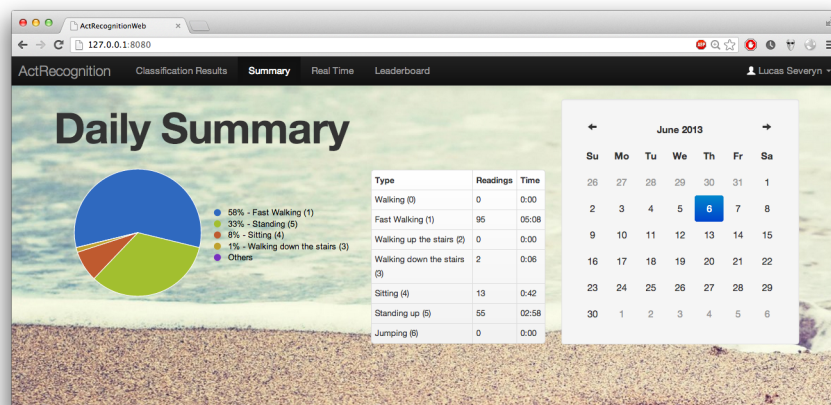 ActRecognitionWeb
127.0.0.1:8080
ActRecognition Classification Results Summary Real Time Leaderboard Lucas Severyn
Daily Summary
58% - Fast Walking (1)
33% - Standing (5)
8% - Sitting (4)
1% - Walking down the stairs (3)
Others
Type Readings Time
Walking (0) 0 0:00
Fast Walking (1) 95 05:08
Walking up the stairs (2) 0 0:00
Walking down the stairs 2 0:06
(3)
Sitting (4) 13 0:42
Standing up (5) 55 02:58
Jumping (6) 0 0:00
June 2013
Su Mo Tu We Th Fr Sa
26 27 28 29 30 31 1
2 3 4 5 6 7 8
9 10 11 12 13 14 15
16 17 18 19 20 21 22
23 24 25 26 27 28 29
30 1 2 3 4 5 6